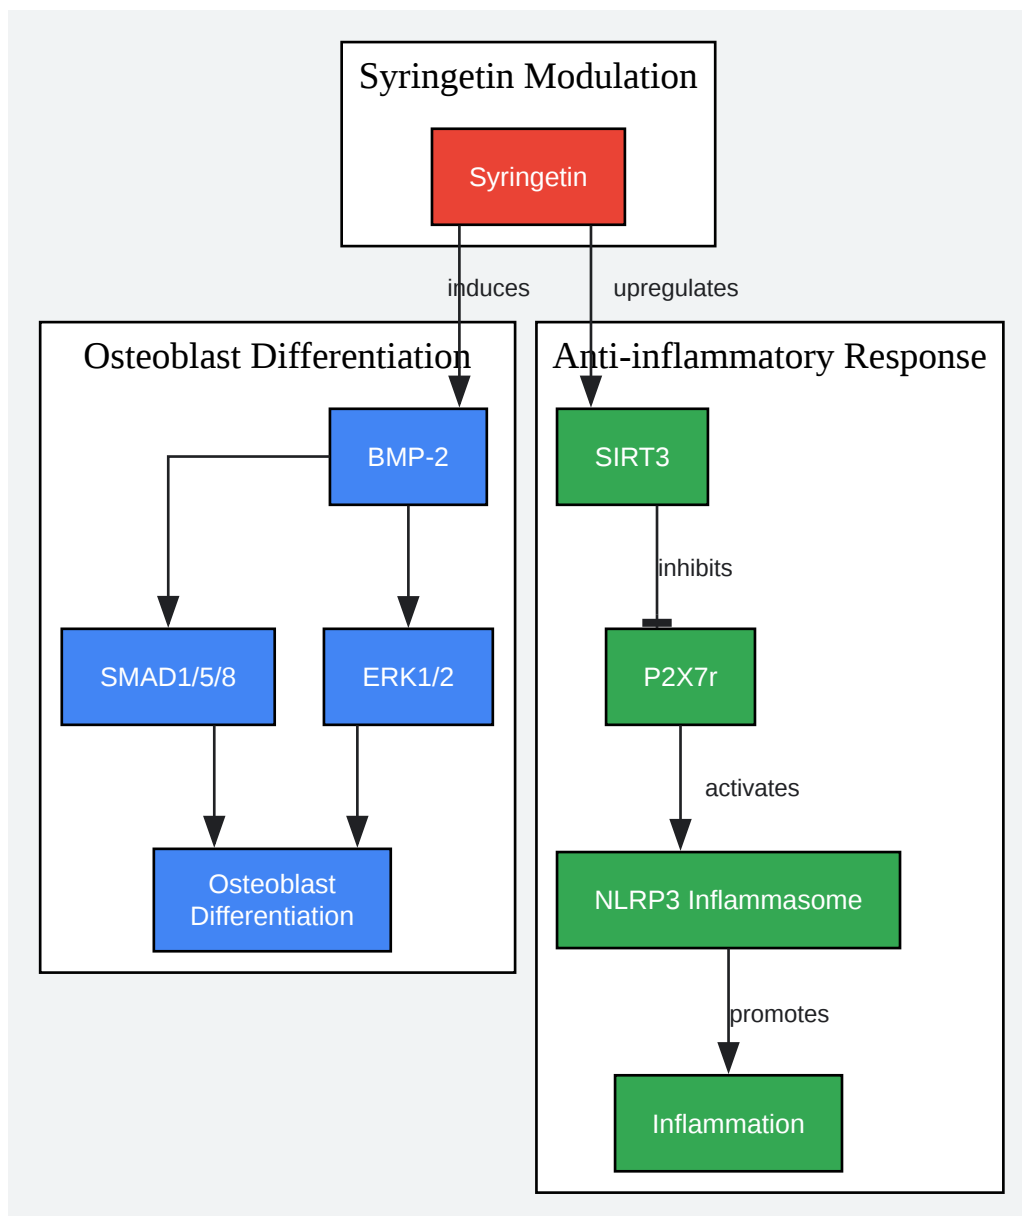 Syringetin Modulation
Syringetin
induces
upregulates
Osteoblast Differentiation
BMP-2
SMAD1/5/8
ERK1/2
Osteoblast
Differentiation
Anti-inflammatory Response
SIRT3
inhibits
P2X7r
activates
NLRP3 Inflammasome
promotes
Inflammation